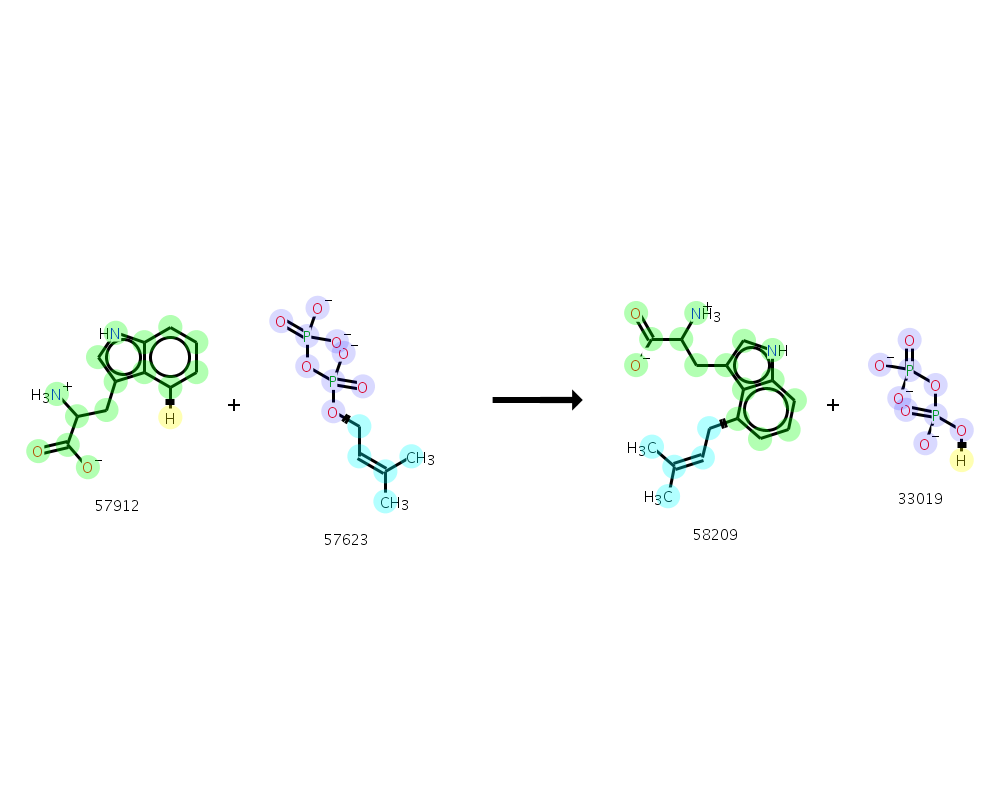 HN
H3N+
O
O−
H
57912
+
O
O−
P
O−
O−
O
P
O
O
CH3
CH3
57623
+
O
NH3+
O−
NH
H3C
H3C
58209
+
O
O−
P
O
O−
O
P
O
O−
H
33019